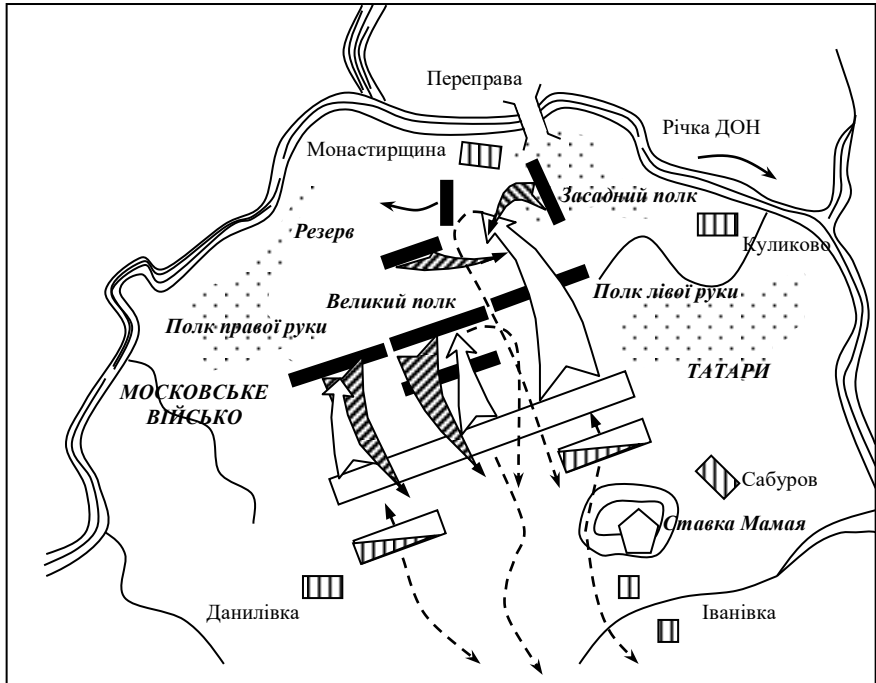 Переправа
Річка ДОН
Монастирщина
Засадний полк
Резерв
Куликово
Великий полк
Полк лівої руки
Полк правої руки
ТАТАРИ
МОСКОВСЬКЕ
ВІЙСЬКО
Сабуров
Ставка Мамая
Данилівка
Іванівка